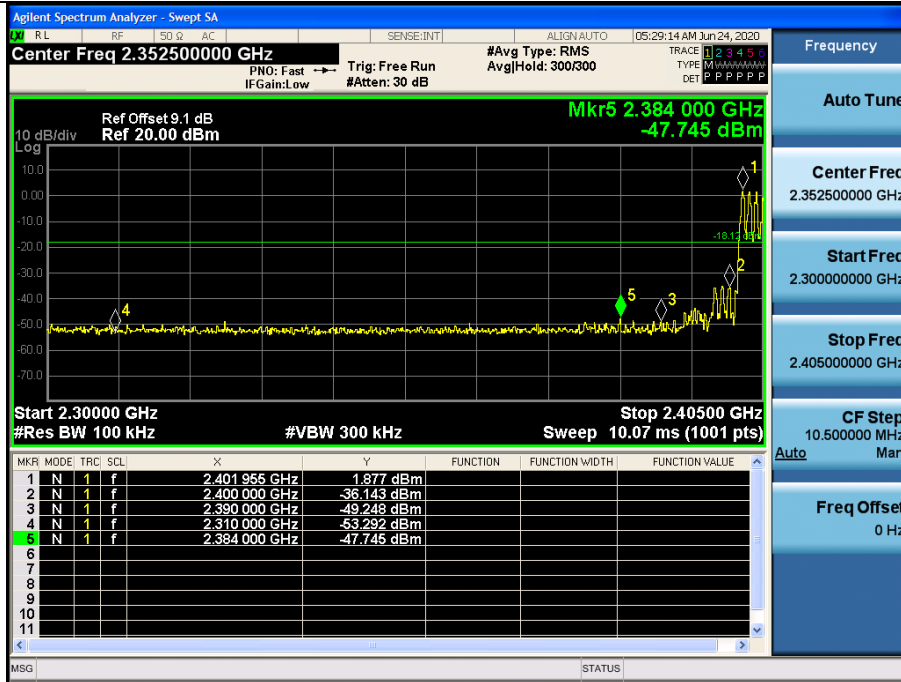 Agilent Spectrum Analyzer - Swept SA
LXI RL RF 50 Ω AC SENSE:INT ALIGN AUTO 05:29:14 AM Jun 24, 2020
Center Freq 2.352500000 GHz
PNO: Fast
IFGain:Low
Trig: Free Run
#Atten: 30 dB
#Avg Type: RMS
Avg|Hold: 300/300
TRACE 1 2 3 4 5 6
TYPE M W W W W W
DET P P P P P P
Frequency
Ref Offset 9.1 dB
Ref 20.00 dBm
10 dB/div
Log
Mkr5 2.384 000 GHz
-47.745 dBm
10.0
0.00
-10.0
-20.0
-30.0
-40.0
-50.0
-60.0
-70.0
1
-18.12 dBm
2
3
4
5
Start 2.30000 GHz
Stop 2.40500 GHz
#Res BW 100 kHz #VBW 300 kHz Sweep 10.07 ms (1001 pts)
MKR MODE TRC SCL X Y FUNCTION FUNCTION WIDTH FUNCTION VALUE
1 N 1 f 2.401 955 GHz 1.877 dBm
2 N 1 f 2.400 000 GHz -36.143 dBm
3 N 1 f 2.390 000 GHz -49.248 dBm
4 N 1 f 2.310 000 GHz -53.292 dBm
5 N 1 f 2.384 000 GHz -47.745 dBm
6
7
8
9
10
11
MSG STATUS
Auto Tune
Center Freq
2.352500000 GHz
Start Freq
2.300000000 GHz
Stop Freq
2.405000000 GHz
CF Step
10.500000 MHz
Auto Man
Freq Offset
0 Hz